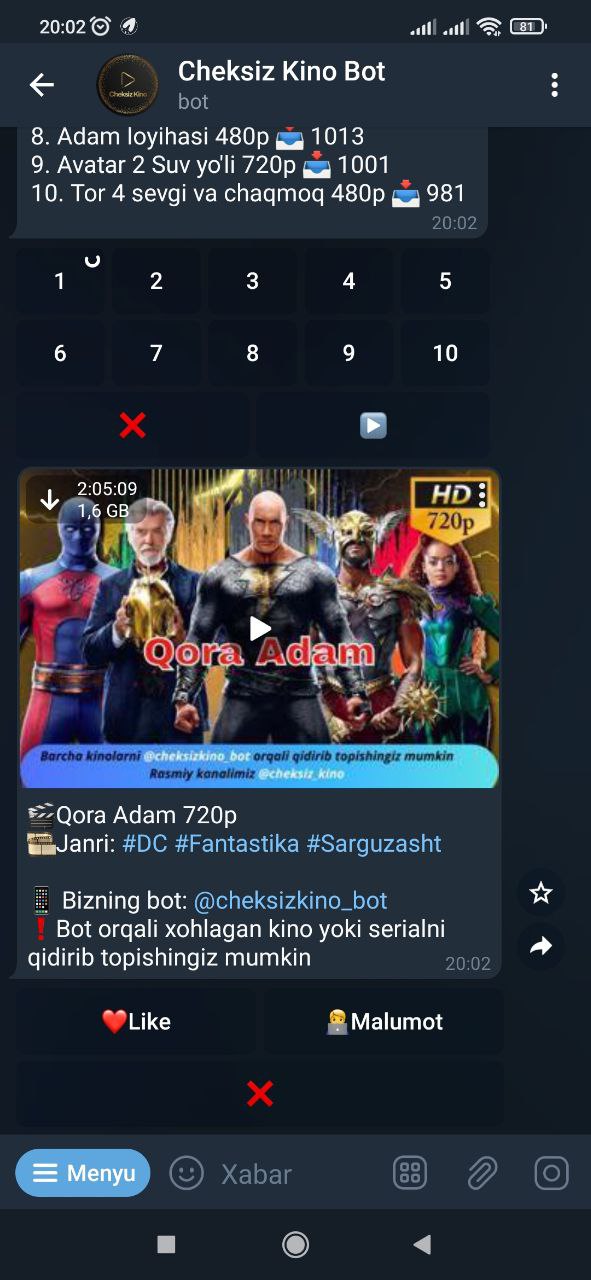 20:02
81
Cheksiz Kino Bot
Cheksiz Kino
bot
8. Adam loyihasi 480p 📥 1013
9. Avatar 2 Suv yo'li 720p 📥 1001
10. Tor 4 sevgi va chaqmoq 480p 📥 981
20:02
1 2 3 4 5
6 7 8 9 10
2:05:09
1,6 GB
HD
720p
Qora Adam
Barcha kinolarni @cheksizkino_bot orqali qidirib topishingiz mumkin
Rasmiy kanalimiz @cheksiz_kino
🎬Qora Adam 720p
Janri: #DC #Fantastika #Sarguzasht
📱 Bizning bot: @cheksizkino_bot
❗Bot orqali xohlagan kino yoki serialni
qidirib topishingiz mumkin
20:02
❤️Like 👨‍💻Malumot
Menyu Xabar